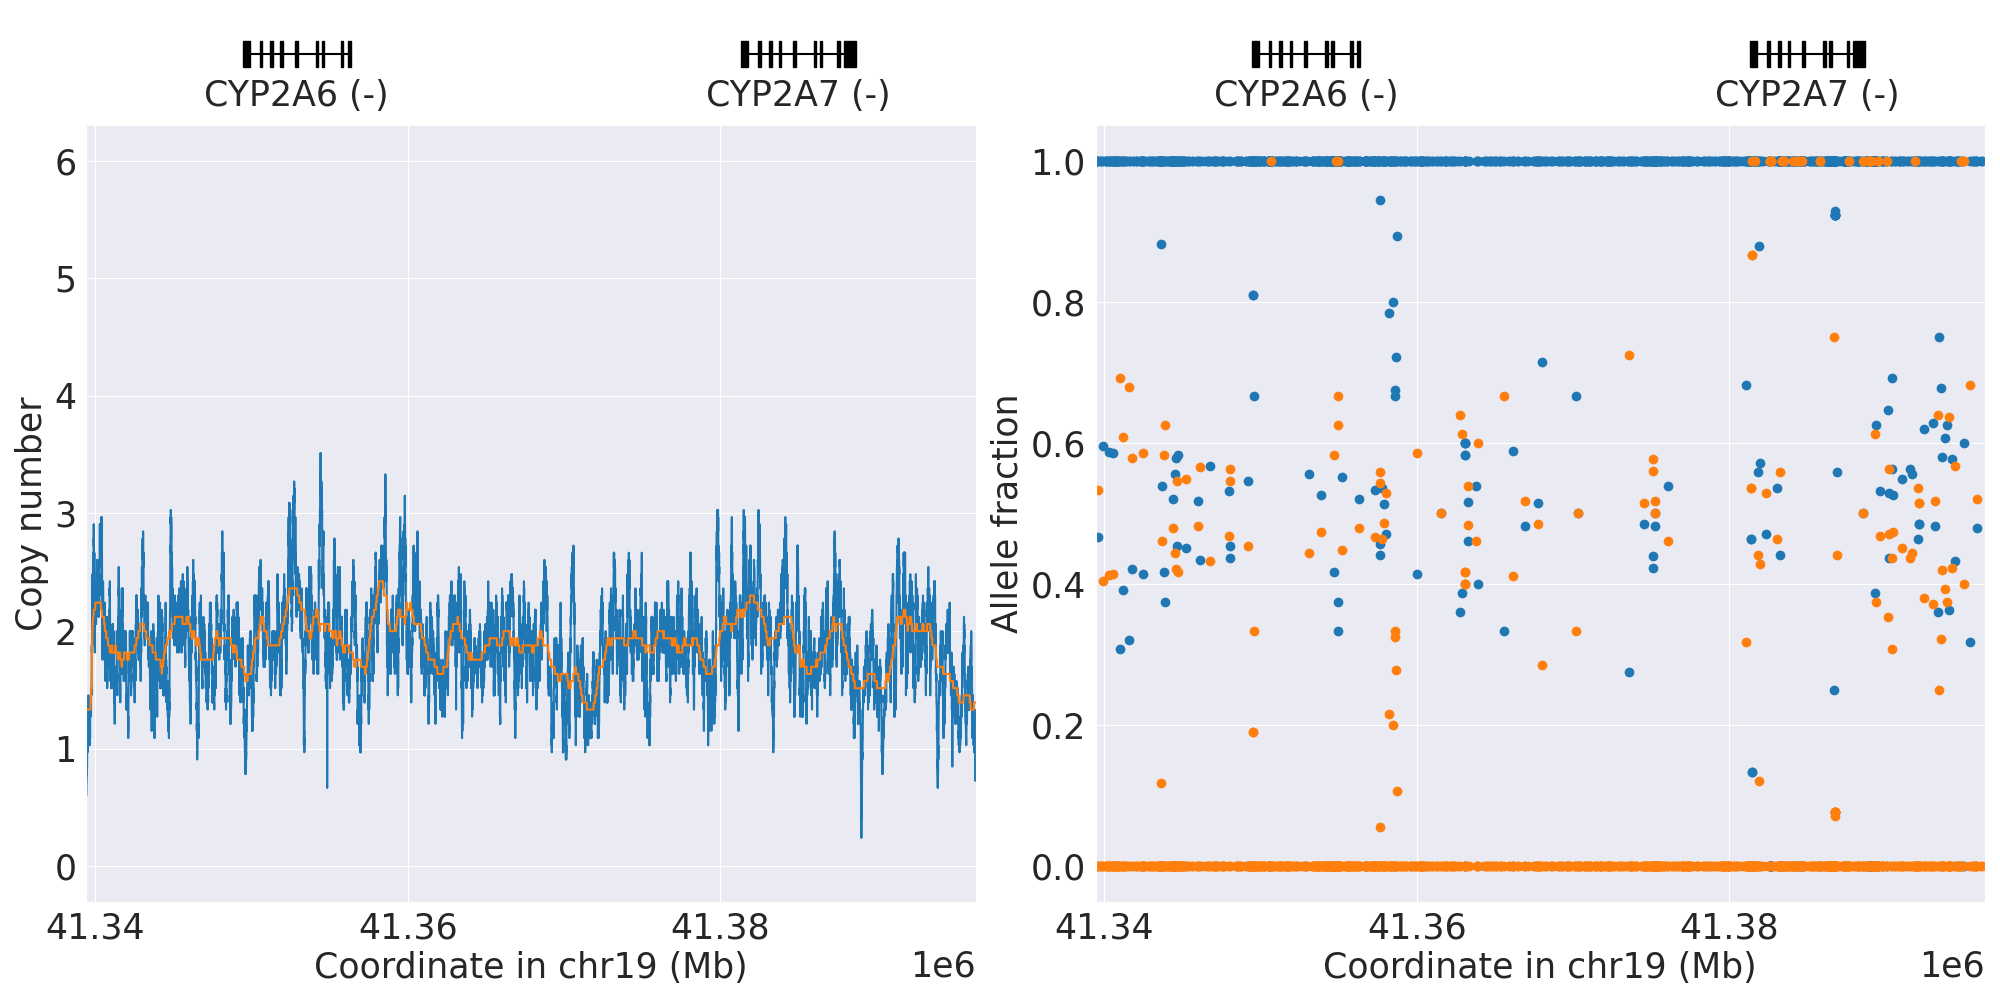 CYP2A6 (-) CYP2A7 (-)
6
5
4
3
2
1
0
Copy number
41.34 41.36 41.38
Coordinate in chr19 (Mb) 1e6
CYP2A6 (-) CYP2A7 (-)
1.0
0.8
0.6
0.4
0.2
0.0
Allele fraction
41.34 41.36 41.38
Coordinate in chr19 (Mb) 1e6